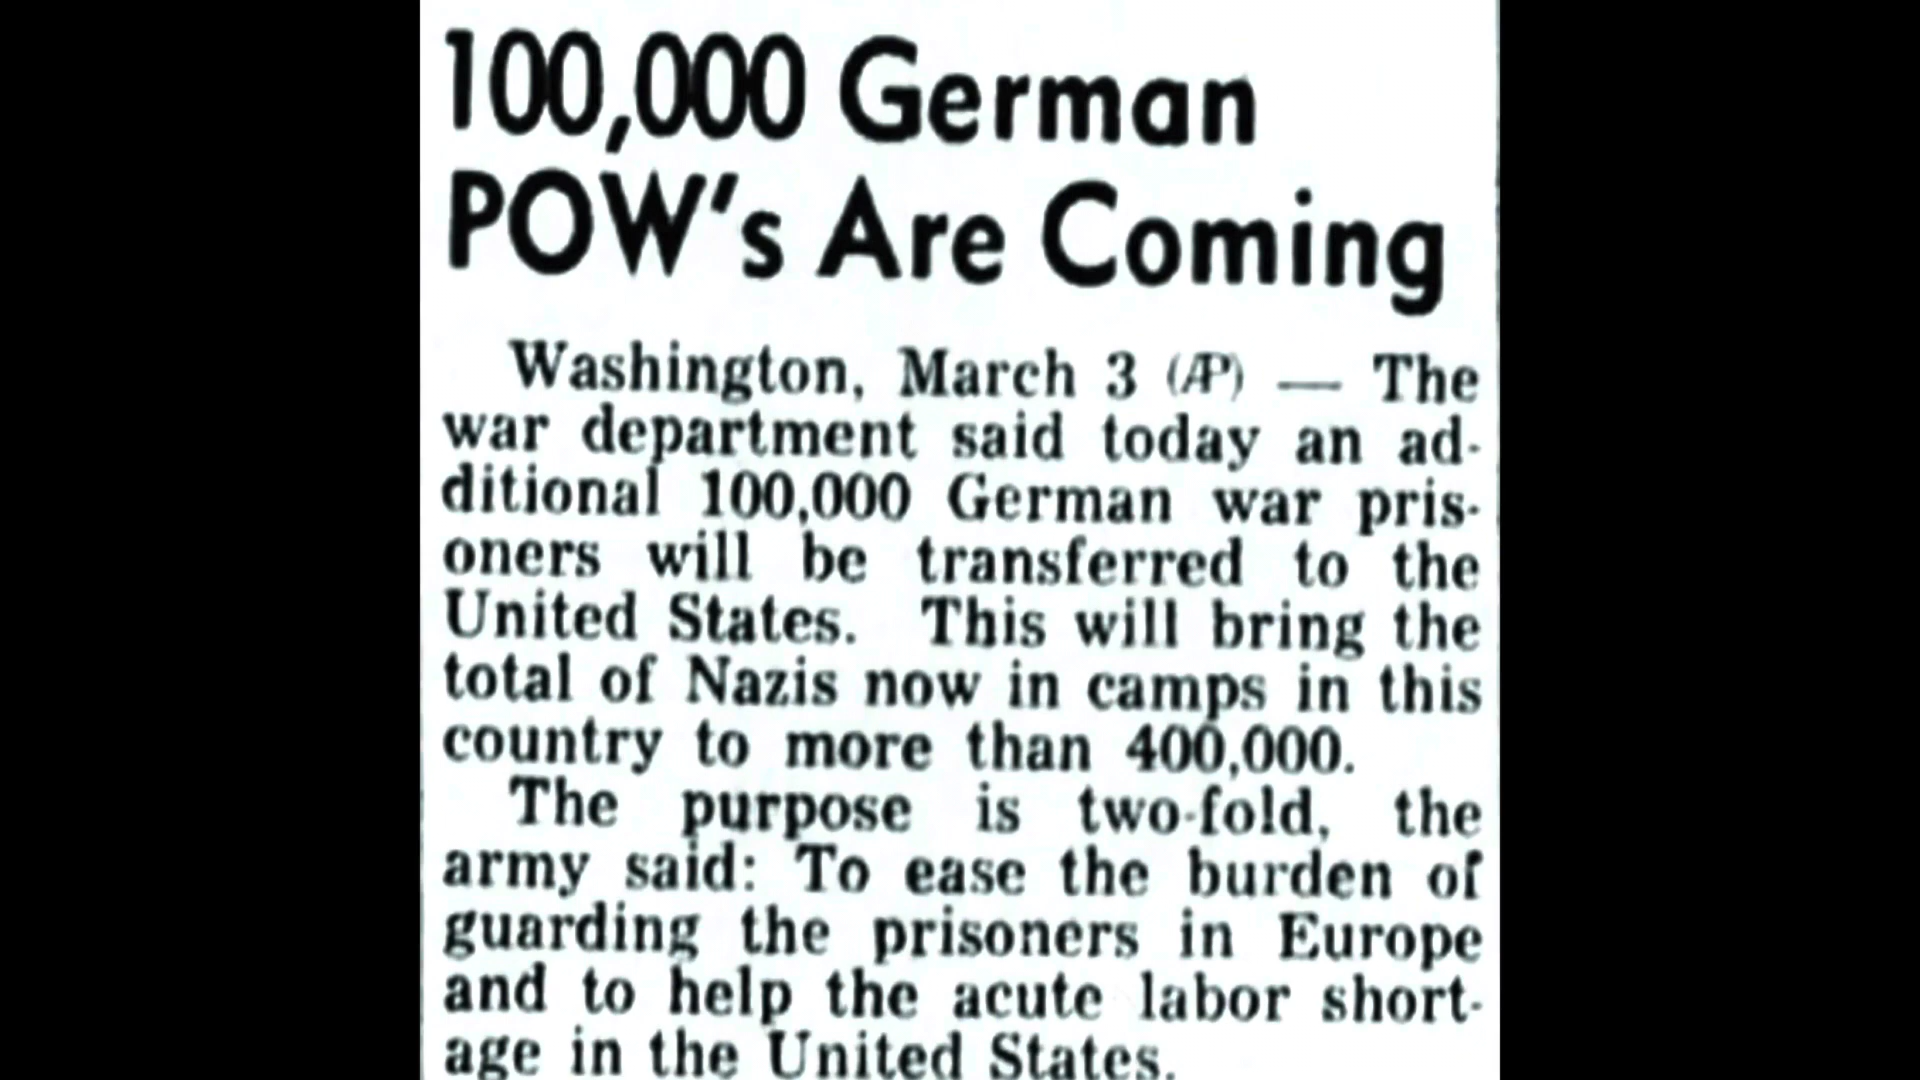 100,000 German
POW's Are Coming
Washington, March 3 (AP) — The
war department said today an ad-
ditional 100,000 German war pris-
oners will be transferred to the
United States. This will bring the
total of Nazis now in camps in this
country to more than 400,000.
The purpose is two-fold, the
army said: To ease the burden of
guarding the prisoners in Europe
and to help the acute labor short-
age in the United States.